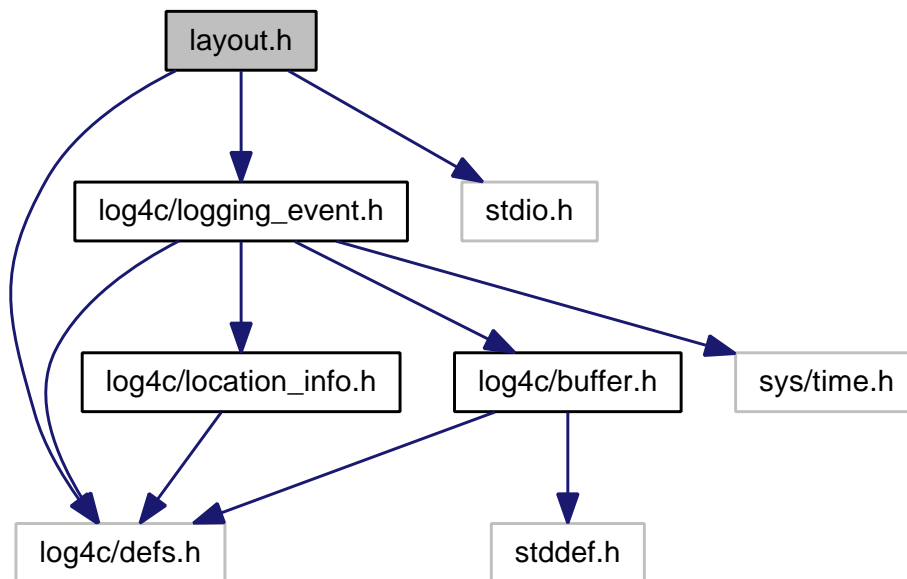 layout.h
log4c/logging_event.h
stdio.h
log4c/location_info.h
log4c/buffer.h
sys/time.h
log4c/defs.h
stddef.h